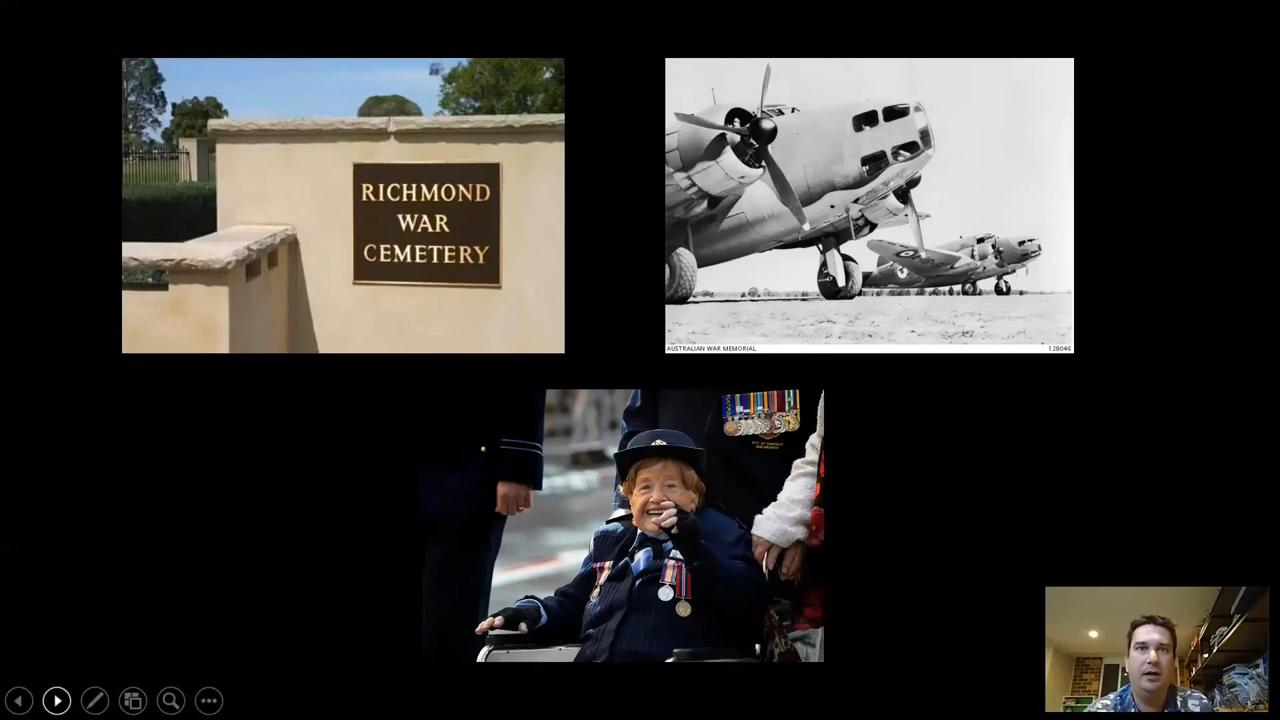 RICHMOND
WAR
CEMETERY
AUSTRALIAN WAR MEMORIAL
128046